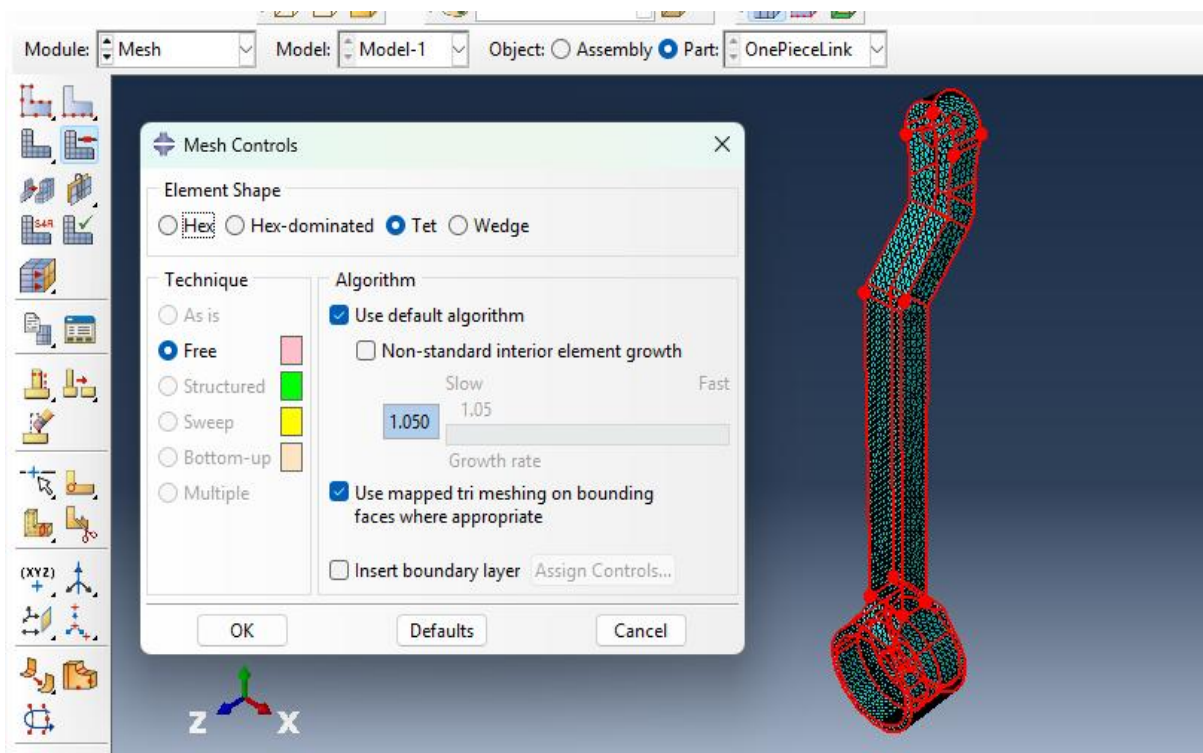 Module: Mesh Model: Model-1 Object: Assembly Part: OnePieceLink
Mesh Controls
Element Shape
Hex Hex-dominated Tet Wedge
Technique
As is
Free
Structured
Sweep
Bottom-up
Multiple
Algorithm
Use default algorithm
Non-standard interior element growth
Slow Fast
1.050 1.05
Growth rate
Use mapped tri meshing on bounding
faces where appropriate
Insert boundary layer Assign Controls...
OK Defaults Cancel
S4R
(XYZ)
Z X